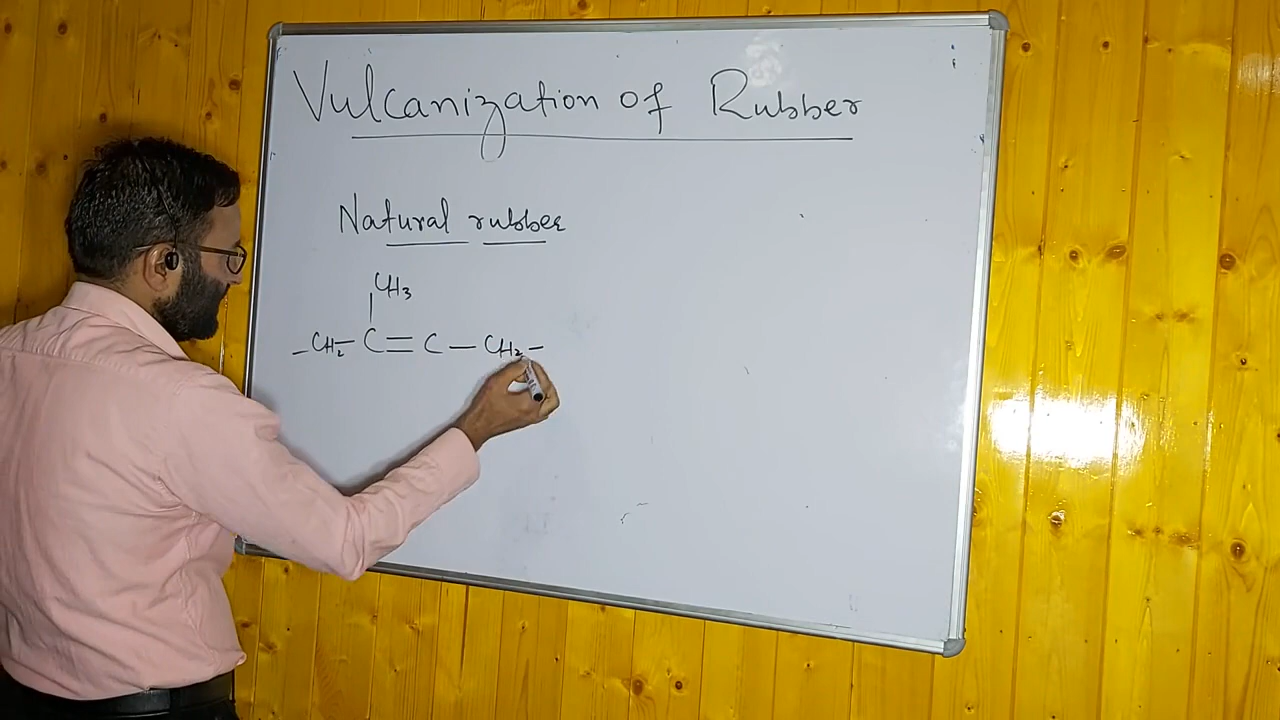 Vulcanization of Rubber
Natural rubber
CH3
- CH2 - C = C - CH2 -